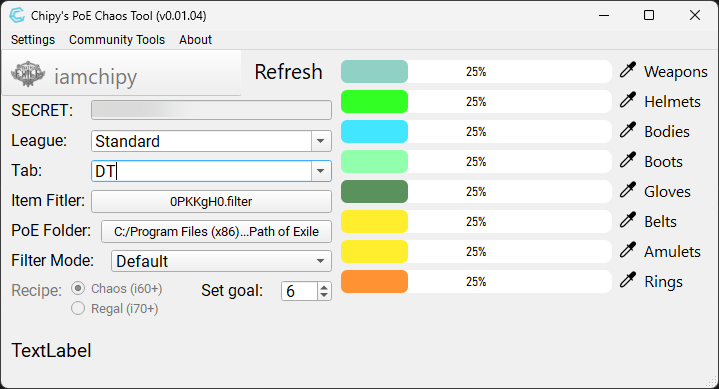 Chipy's PoE Chaos Tool (v0.01.04)
Settings Community Tools About
iamchipy Refresh
SECRET:
League: Standard
Tab: DT
Item Fitler: 0PKKgH0.filter
PoE Folder: C:/Program Files (x86)...Path of Exile
Filter Mode: Default
Recipe: Chaos (i60+) Set goal: 6
Regal (i70+)
TextLabel
25% Weapons
25% Helmets
25% Bodies
25% Boots
25% Gloves
25% Belts
25% Amulets
25% Rings